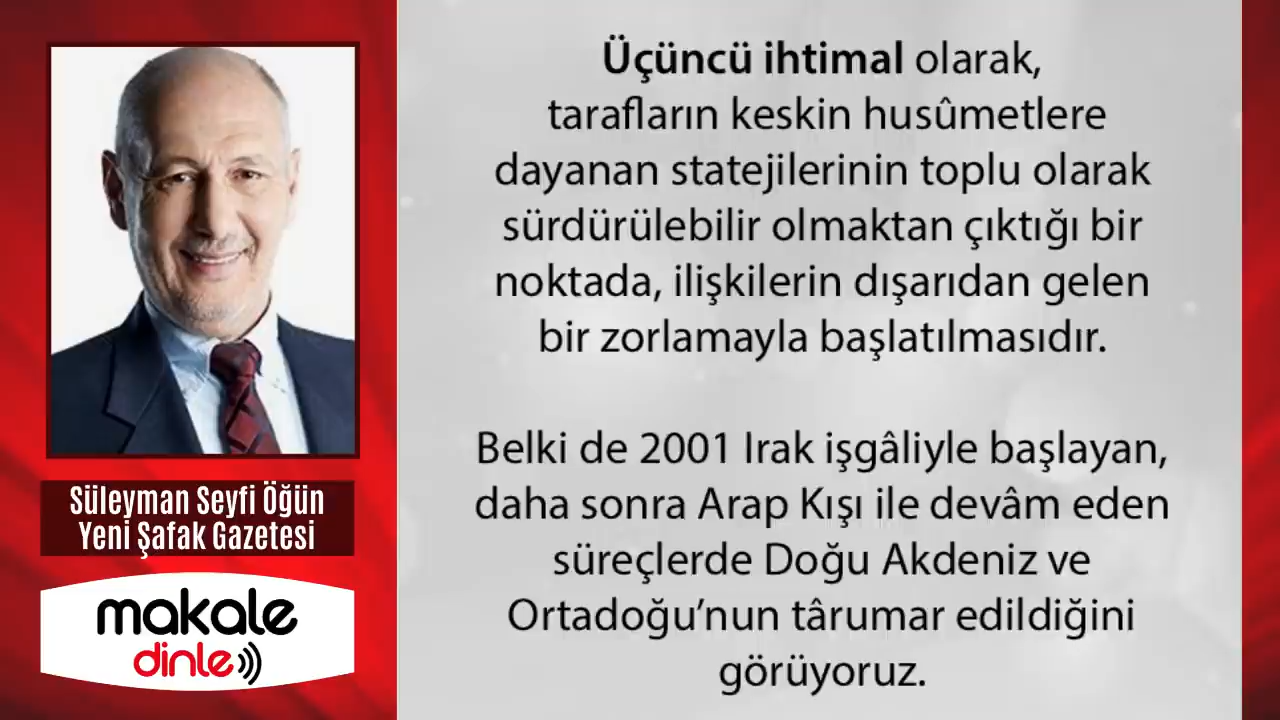 Üçüncü ihtimal olarak,
tarafların keskin husûmetlere
dayanan statejilerinin toplu olarak
sürdürülebilir olmaktan çıktığı bir
noktada, ilişkilerin dışarıdan gelen
bir zorlamayla başlatılmasıdır.
Belki de 2001 Irak işgâliyle başlayan,
daha sonra Arap Kışı ile devâm eden
süreçlerde Doğu Akdeniz ve
Ortadoğu’nun târumar edildiğini
görüyoruz.
Süleyman Seyfi Öğün
Yeni Şafak Gazetesi
makale
dinle